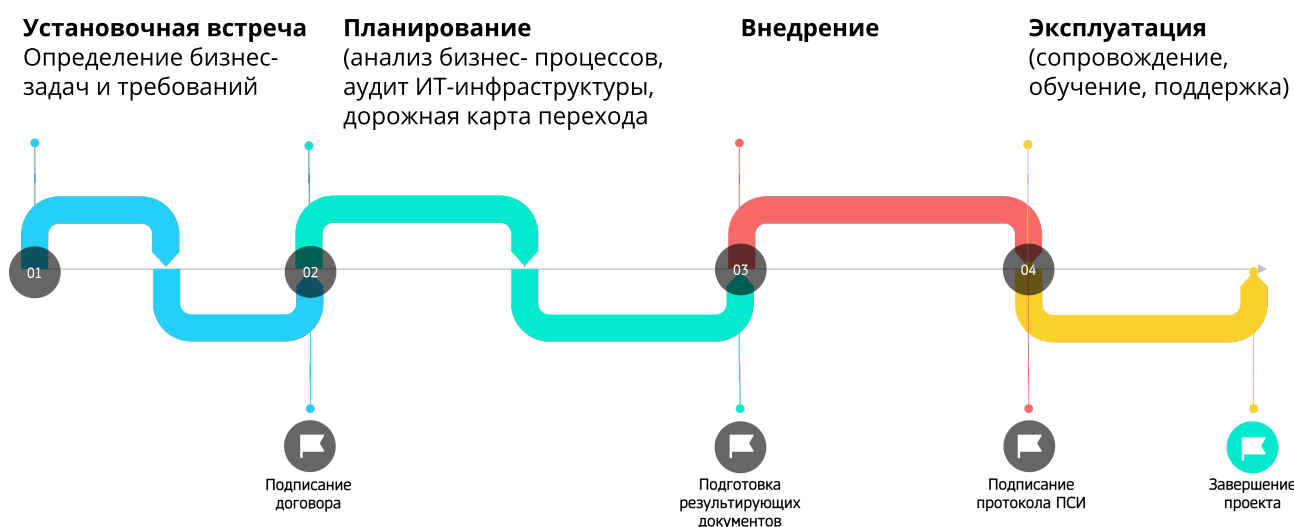 Установочная встреча
Определение бизнес-
задач и требований
Планирование
(анализ бизнес- процессов,
аудит ИТ-инфраструктуры,
дорожная карта перехода
Внедрение
Эксплуатация
(сопровождение,
обучение, поддержка)
01
02
03
04
Подписание
договора
Подготовка
результирующих
документов
Подписание
протокола ПСИ
Завершение
проекта